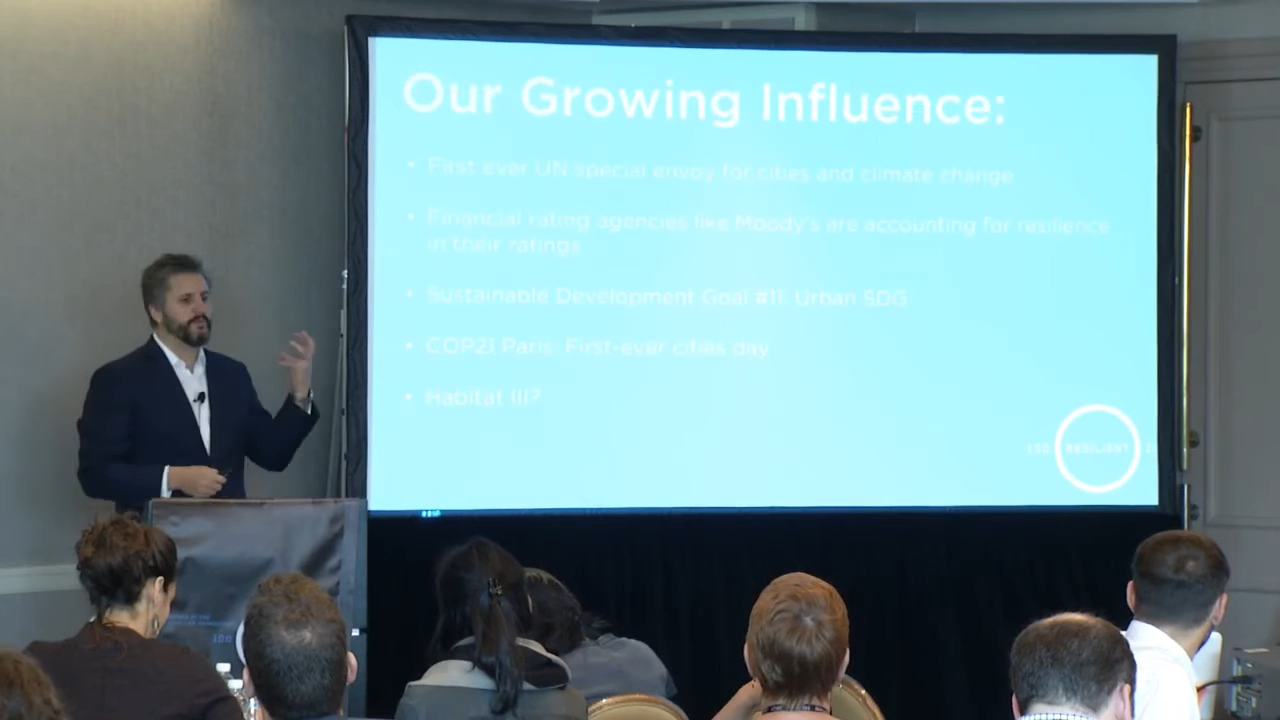 Our Growing Influence:
• First ever UN special envoy for cities and climate change
• Financial rating agencies like Moody's are accounting for resilience
in their ratings
• Sustainable Development Goal #11: Urban SDG
• COP21 Paris: First-ever cities day
• Habitat III?
100 RESILIENT
100